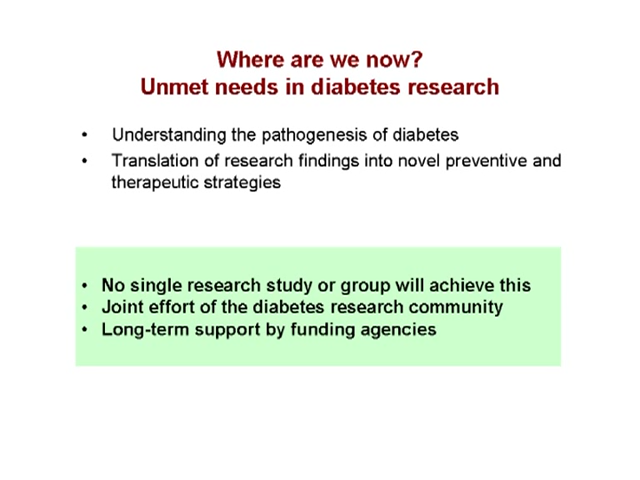 Where are we now?
Unmet needs in diabetes research
• Understanding the pathogenesis of diabetes
• Translation of research findings into novel preventive and
therapeutic strategies
• No single research study or group will achieve this
• Joint effort of the diabetes research community
• Long-term support by funding agencies